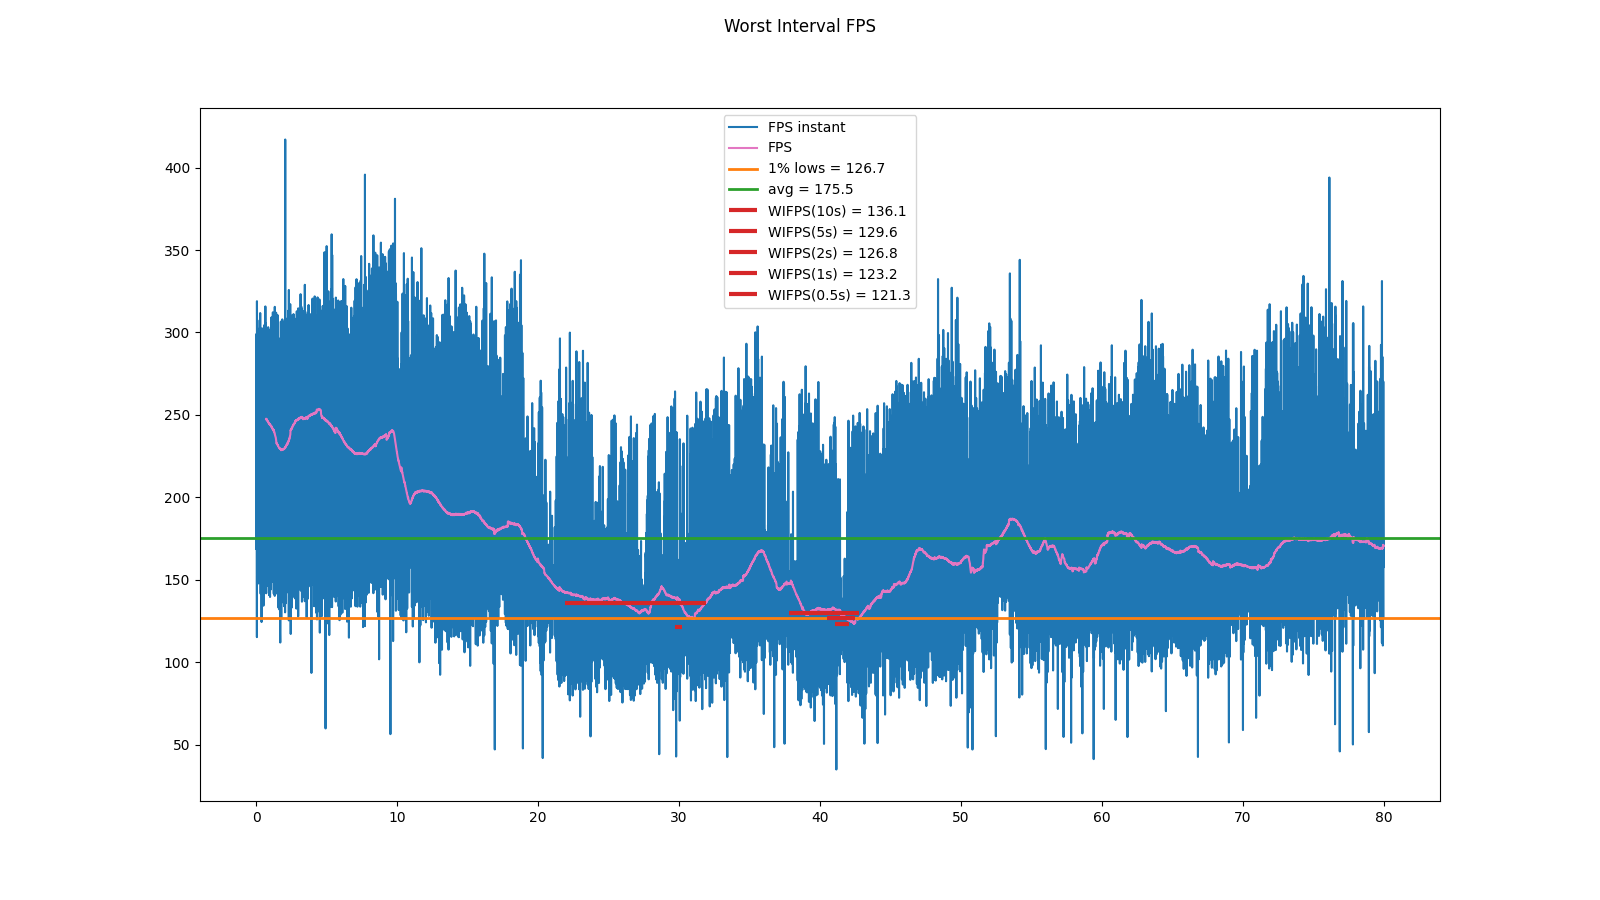 Worst Interval FPS
FPS instant
FPS
1% lows = 126.7
avg = 175.5
WIFPS(10s) = 136.1
WIFPS(5s) = 129.6
WIFPS(2s) = 126.8
WIFPS(1s) = 123.2
WIFPS(0.5s) = 121.3
400
350
300
250
200
150
100
50
0 10 20 30 40 50 60 70 80